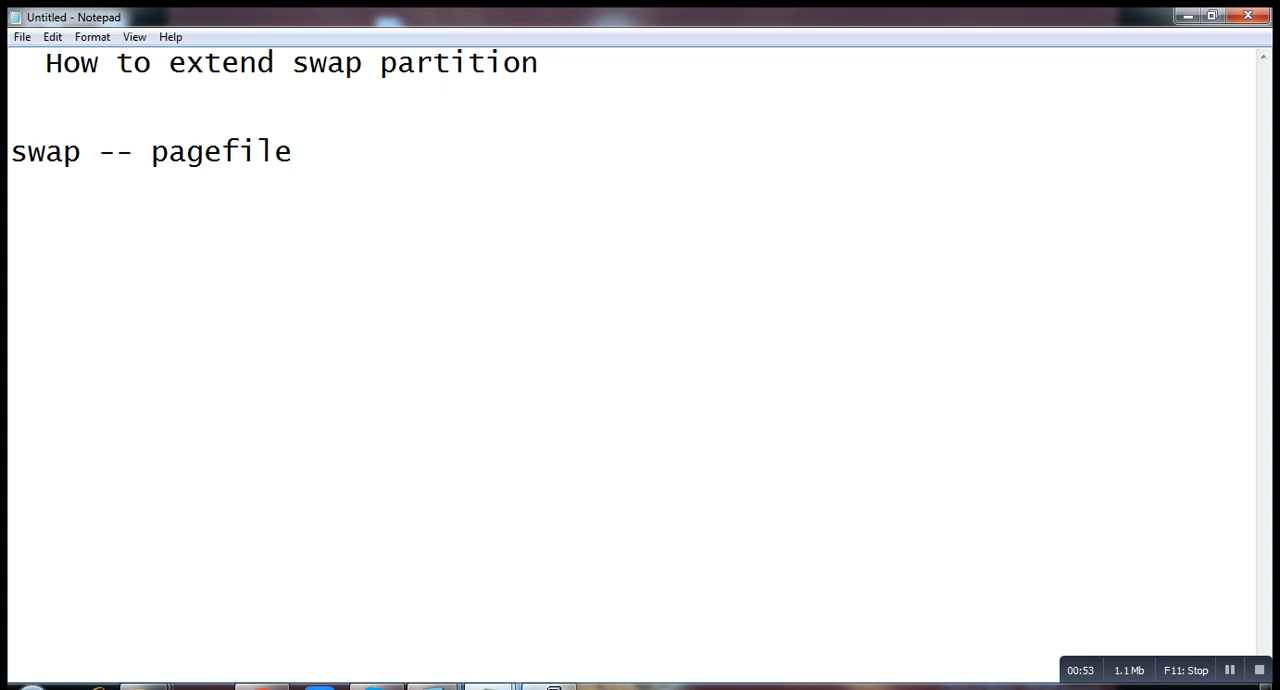 Untitled - Notepad
File Edit Format View Help
How to extend swap partition
swap -- pagefile
00:53 1.1 Mb F11: Stop